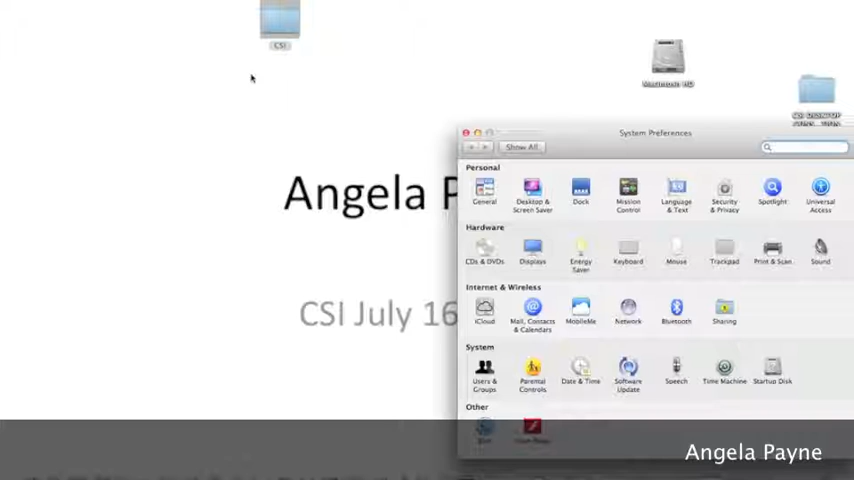 CSI
Macintosh HD
CSI DESKTOP
Angela P
CSI July 16
System Preferences
Show All
Personal
General
Desktop &
Screen Saver
Dock
Mission
Control
Language
& Text
Security
& Privacy
Spotlight
Universal
Access
Hardware
CDs & DVDs
Displays
Energy
Saver
Keyboard
Mouse
Trackpad
Print & Scan
Sound
Internet & Wireless
iCloud
Mail, Contacts
& Calendars
MobileMe
Network
Bluetooth
Sharing
System
Users &
Groups
Parental
Controls
Date & Time
Software
Update
Speech
Time Machine
Startup Disk
Other
Angela Payne